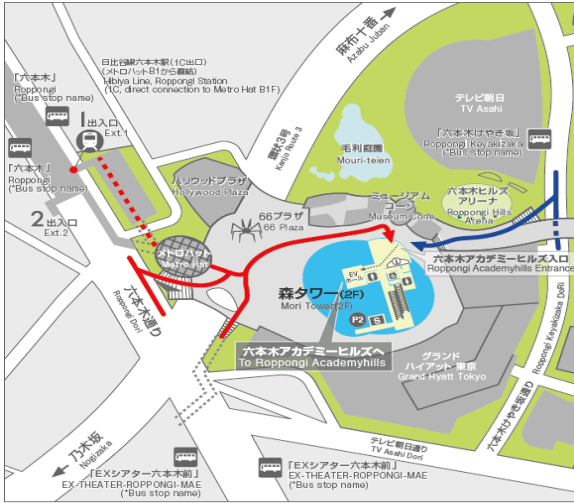 日比谷線六本木駅(1C出口)
(メトロハットB1から直結)
Hibiya Line, Roppongi Station
(1C, direct connection to Metro Hat B1F)
麻布十番
Azabu Juban
「六本木」
Roppongi
(*Bus stop name)
1出入口
Ext.1
環状3号
Kanjo Route 3
テレビ朝日
TV Asahi
「六本木」
Roppongi
(*Bus stop name)
「六本木けやき坂」
Roppongi Keyakizaka
(*Bus stop name)
毛利庭園
Mouri-teien
ハリウッドプラザ
Hollywood Plaza
ミュージアム
コーン
Museum Cone
六本木ヒルズ
アリーナ
Roppongi Hills
Arena
2出入口
Ext.2
66プラザ
66 Plaza
メトロハット
Metro Hat
六本木アカデミーヒルズ入口
Roppongi Academyhills Entrance
EV
ホール
森タワー(2F)
Mori Tower(2F)
六本木通り
Roppongi Dori
P2
S
六本木アカデミーヒルズへ
To Roppongi Academyhills
グランド
ハイアット 東京
Grand Hyatt Tokyo
六本木けやき坂通り
Roppongi Keyakizaka DoRi
乃木坂
Nogizaka
テレビ朝日通り
TV Asahi Dori
「EXシアター六本木前」
EX-THEATER-ROPPONGI-MAE
(*Bus stop name)
「EXシアター六本木前」
EX-THEATER-ROPPONGI-MAE
(*Bus stop name)